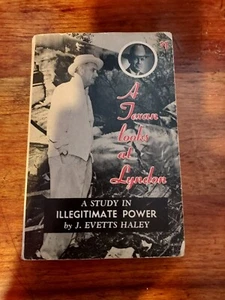 A
Texan
looks
at
Lyndon
A STUDY IN
ILLEGITIMATE POWER
by J. EVETTS HALEY